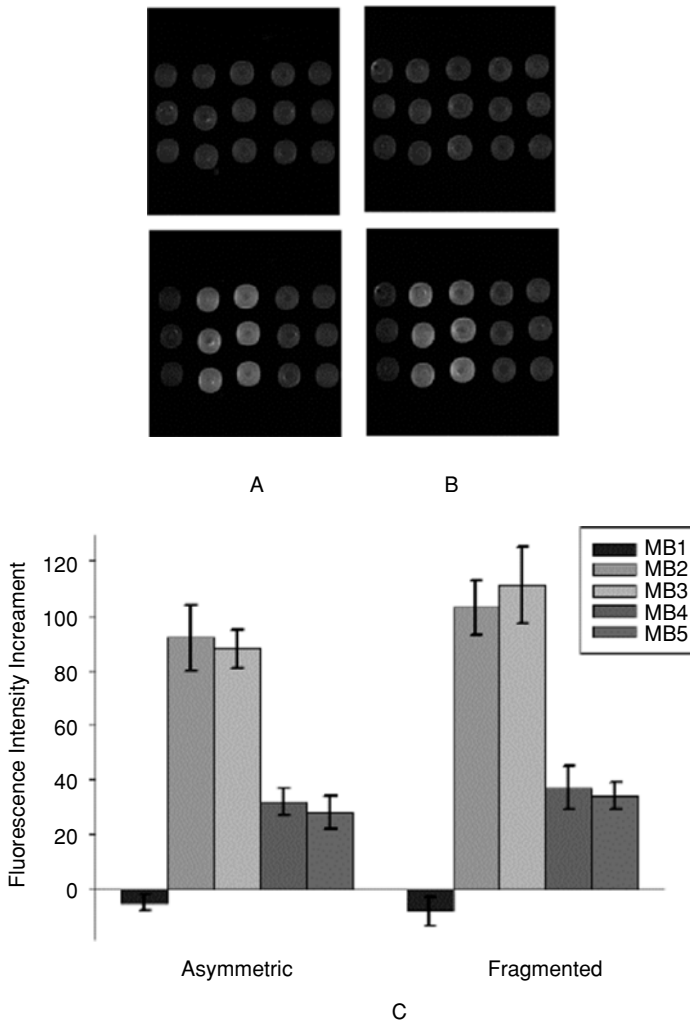 A
B
Fluorescence Intensity Increament
120
100
80
60
40
20
0
MB1
MB2
MB3
MB4
MB5
Asymmetric
Fragmented
C